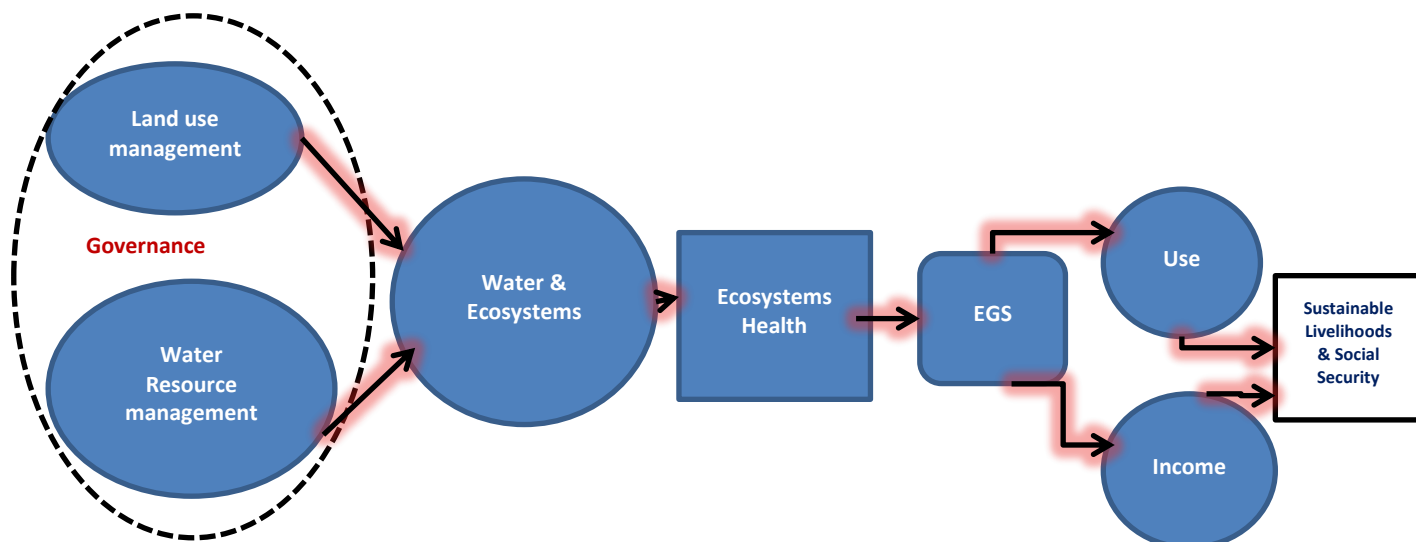 Land use
management
Governance
Water
Resource
management
Water &
Ecosystems
Ecosystems
Health
EGS
Use
Income
Sustainable
Livelihoods
& Social
Security